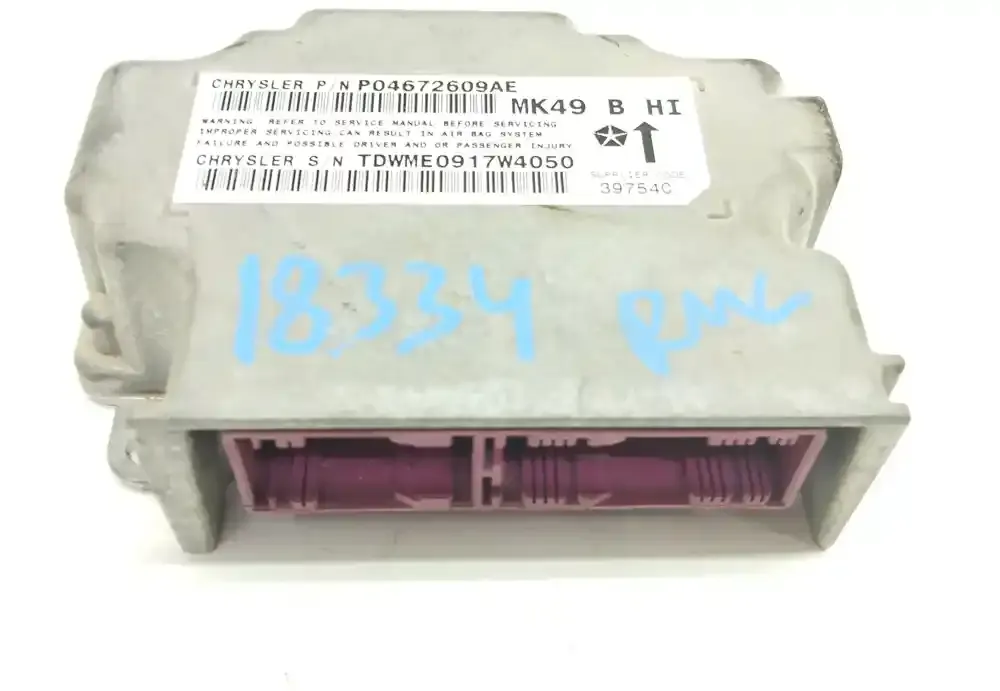 CHRYSLER P/N P04672609AE
MK49 B HI
WARNING: REFER TO SERVICE MANUAL BEFORE SERVICING
IMPROPER SERVICING CAN RESULT IN AIR BAG SYSTEM
FAILURE AND POSSIBLE DRIVER AND OR PASSENGER INJURY
CHRYSLER S/N TDWME0917W4050
SUPPLIER CODE
39754C
18334